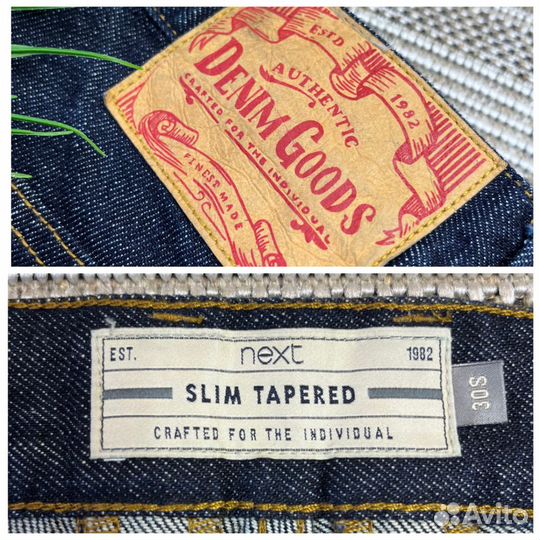 ESTD 1982
AUTHENTIC
DENIM GOODS
CRAFTED FOR THE INDIVIDUAL
FINEST MADE
EST. next 1982
SLIM TAPERED
CRAFTED FOR THE INDIVIDUAL
30S
Avito